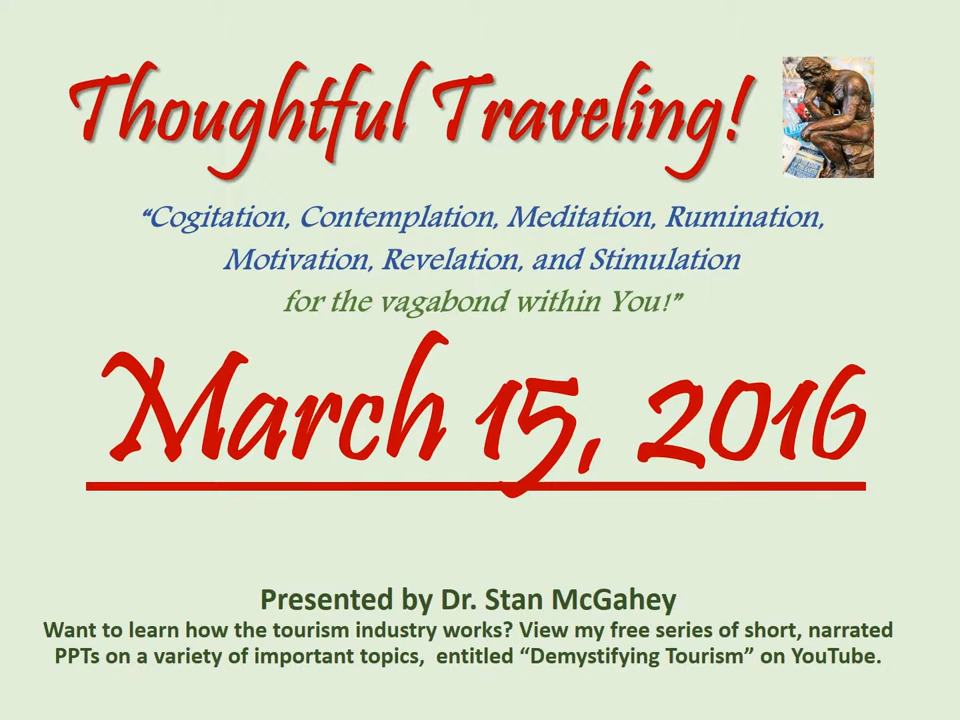 Thoughtful Traveling!
“Cogitation, Contemplation, Meditation, Rumination,
Motivation, Revelation, and Stimulation
for the vagabond within You!”
March 15, 2016
Presented by Dr. Stan McGahey
Want to learn how the tourism industry works? View my free series of short, narrated
PPTs on a variety of important topics,  entitled “Demystifying Tourism” on YouTube.